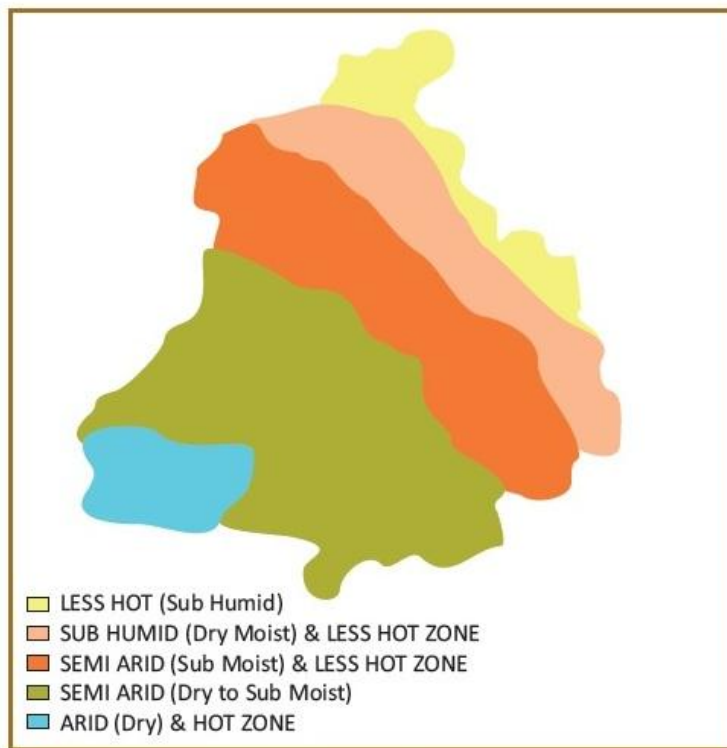 LESS HOT (Sub Humid)
SUB HUMID (Dry Moist) & LESS HOT ZONE
SEMI ARID (Sub Moist) & LESS HOT ZONE
SEMI ARID (Dry to Sub Moist)
ARID (Dry) & HOT ZONE